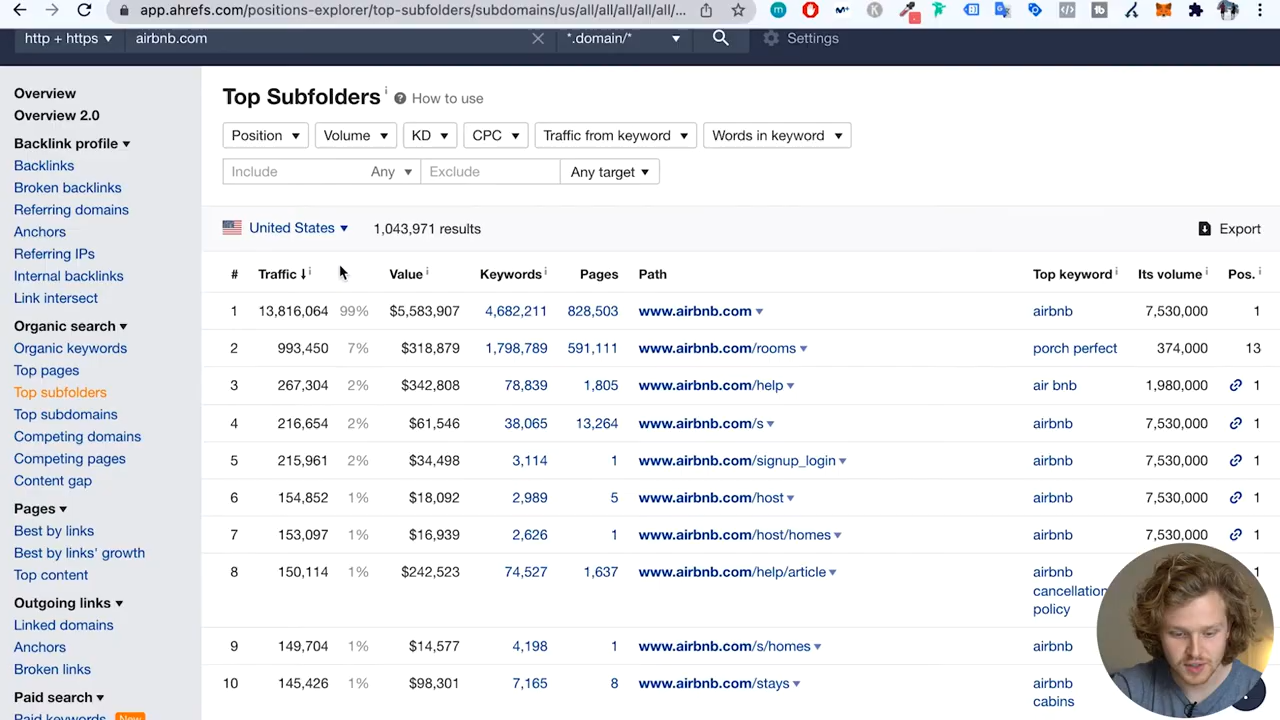 app.ahrefs.com/positions-explorer/top-subfolders/subdomains/us/all/all/all/all/all/...
http + https
airbnb.com
*.domain/*
Settings
Overview
Overview 2.0
Backlink profile
Backlinks
Broken backlinks
Referring domains
Anchors
Referring IPs
Internal backlinks
Link intersect
Organic search
Organic keywords
Top pages
Top subfolders
Top subdomains
Competing domains
Competing pages
Content gap
Pages
Best by links
Best by links' growth
Top content
Outgoing links
Linked domains
Anchors
Broken links
Paid search
Paid keywords New
Top Subfolders i ? How to use
Position Volume KD CPC Traffic from keyword Words in keyword
Include Any Exclude Any target
United States 1,043,971 results Export
# Traffic Value Keywords Pages Path Top keyword Its volume Pos.
1 13,816,064 99% $5,583,907 4,682,211 828,503 www.airbnb.com airbnb 7,530,000 1
2 993,450 7% $318,879 1,798,789 591,111 www.airbnb.com/rooms porch perfect 374,000 13
3 267,304 2% $342,808 78,839 1,805 www.airbnb.com/help air bnb 1,980,000 1
4 216,654 2% $61,546 38,065 13,264 www.airbnb.com/s airbnb 7,530,000 1
5 215,961 2% $34,498 3,114 1 www.airbnb.com/signup_login airbnb 7,530,000 1
6 154,852 1% $18,092 2,989 5 www.airbnb.com/host airbnb 7,530,000 1
7 153,097 1% $16,939 2,626 1 www.airbnb.com/host/homes airbnb 7,530,000 1
8 150,114 1% $242,523 74,527 1,637 www.airbnb.com/help/article airbnb 1
cancellation
policy
9 149,704 1% $14,577 4,198 1 www.airbnb.com/s/homes airbnb
10 145,426 1% $98,301 7,165 8 www.airbnb.com/stays airbnb
cabins